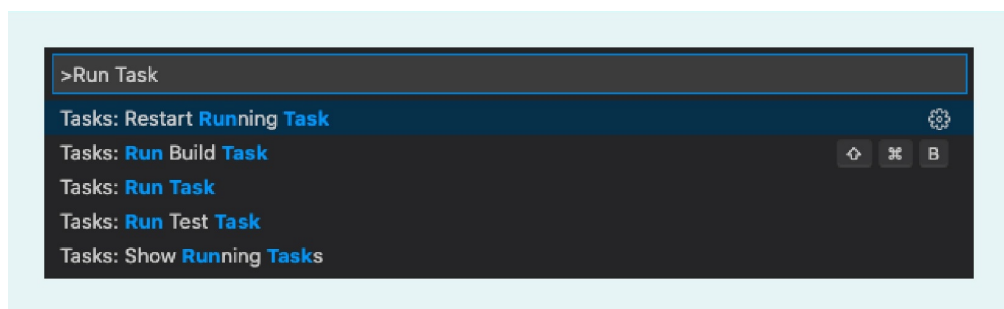 >Run Task
Tasks: Restart Running Task
Tasks: Run Build Task ⇧ ⌘ B
Tasks: Run Task
Tasks: Run Test Task
Tasks: Show Running Tasks